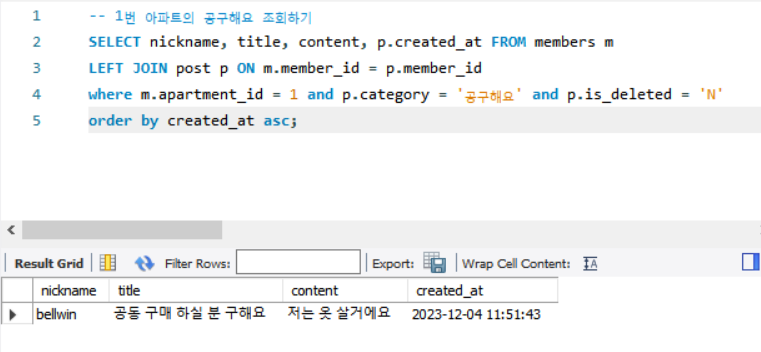 1 -- 1번 아파트의 공구해요 조회하기
2 SELECT nickname, title, content, p.created_at FROM members m
3 LEFT JOIN post p ON m.member_id = p.member_id
4 where m.apartment_id = 1 and p.category = '공구해요' and p.is_deleted = 'N'
5 order by created_at asc;
Result Grid Filter Rows: Export: Wrap Cell Content:
nickname title content created_at
bellwin 공동 구매 하실 분 구해요 저는 옷 살거에요 2023-12-04 11:51:43